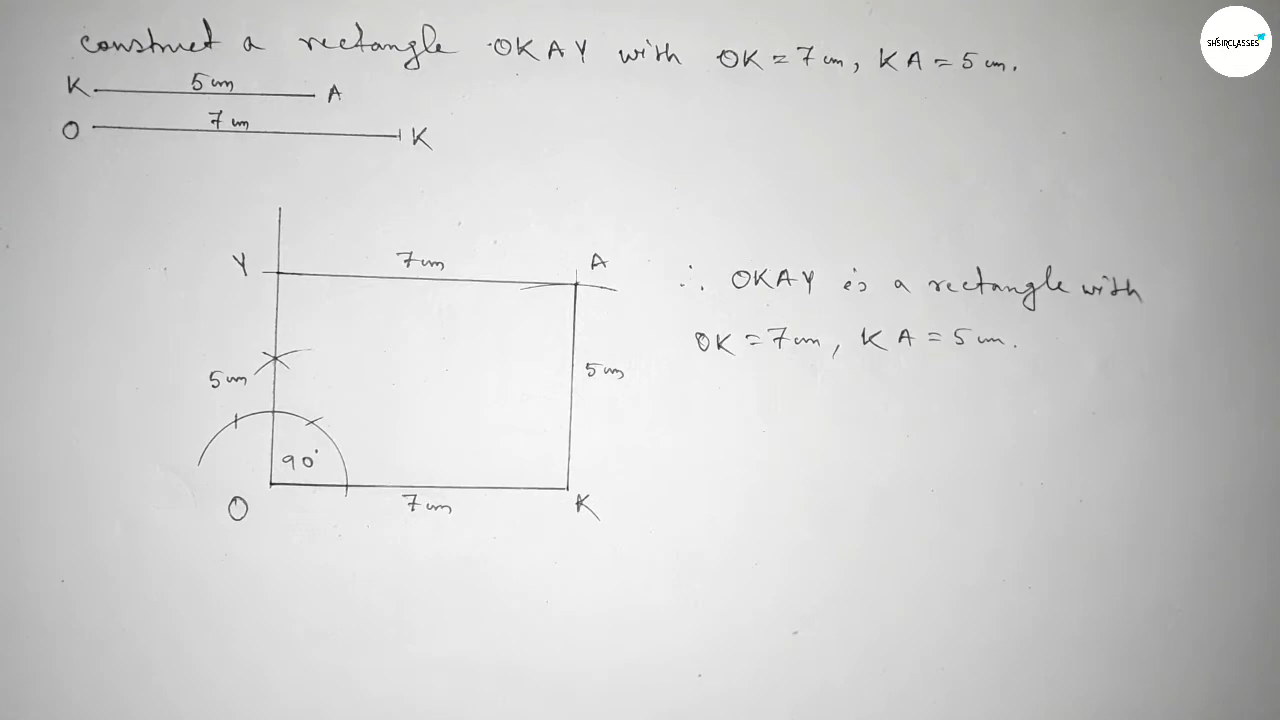 construct a rectangle OKAY with OK = 7 cm, KA = 5 cm.
SHSIRCLASSES
K 5 cm A
O 7 cm K
Y 7 cm A
∴ OKAY is a rectangle with
OK = 7 cm, KA = 5 cm.
5 cm 5 cm
90°
O 7 cm K